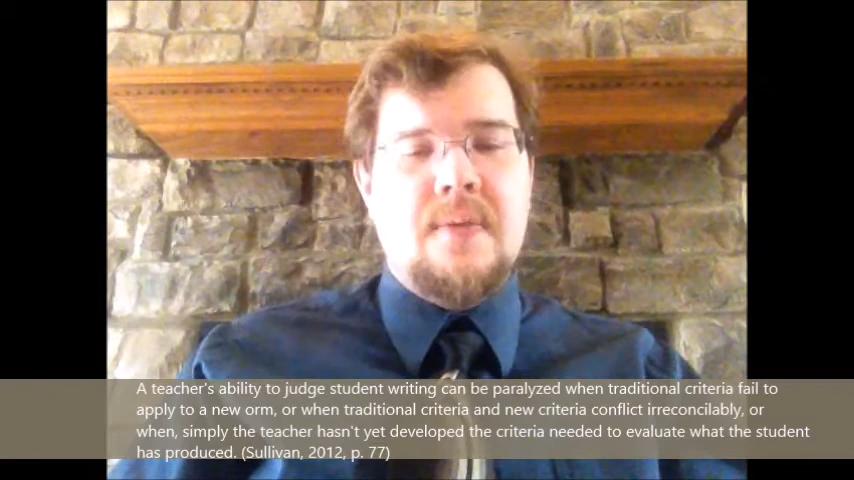 A teacher's ability to judge student writing can be paralyzed when traditional criteria fail to
apply to a new orm, or when traditional criteria and new criteria conflict irreconcilably, or
when, simply the teacher hasn't yet developed the criteria needed to evaluate what the student
has produced. (Sullivan, 2012, p. 77)